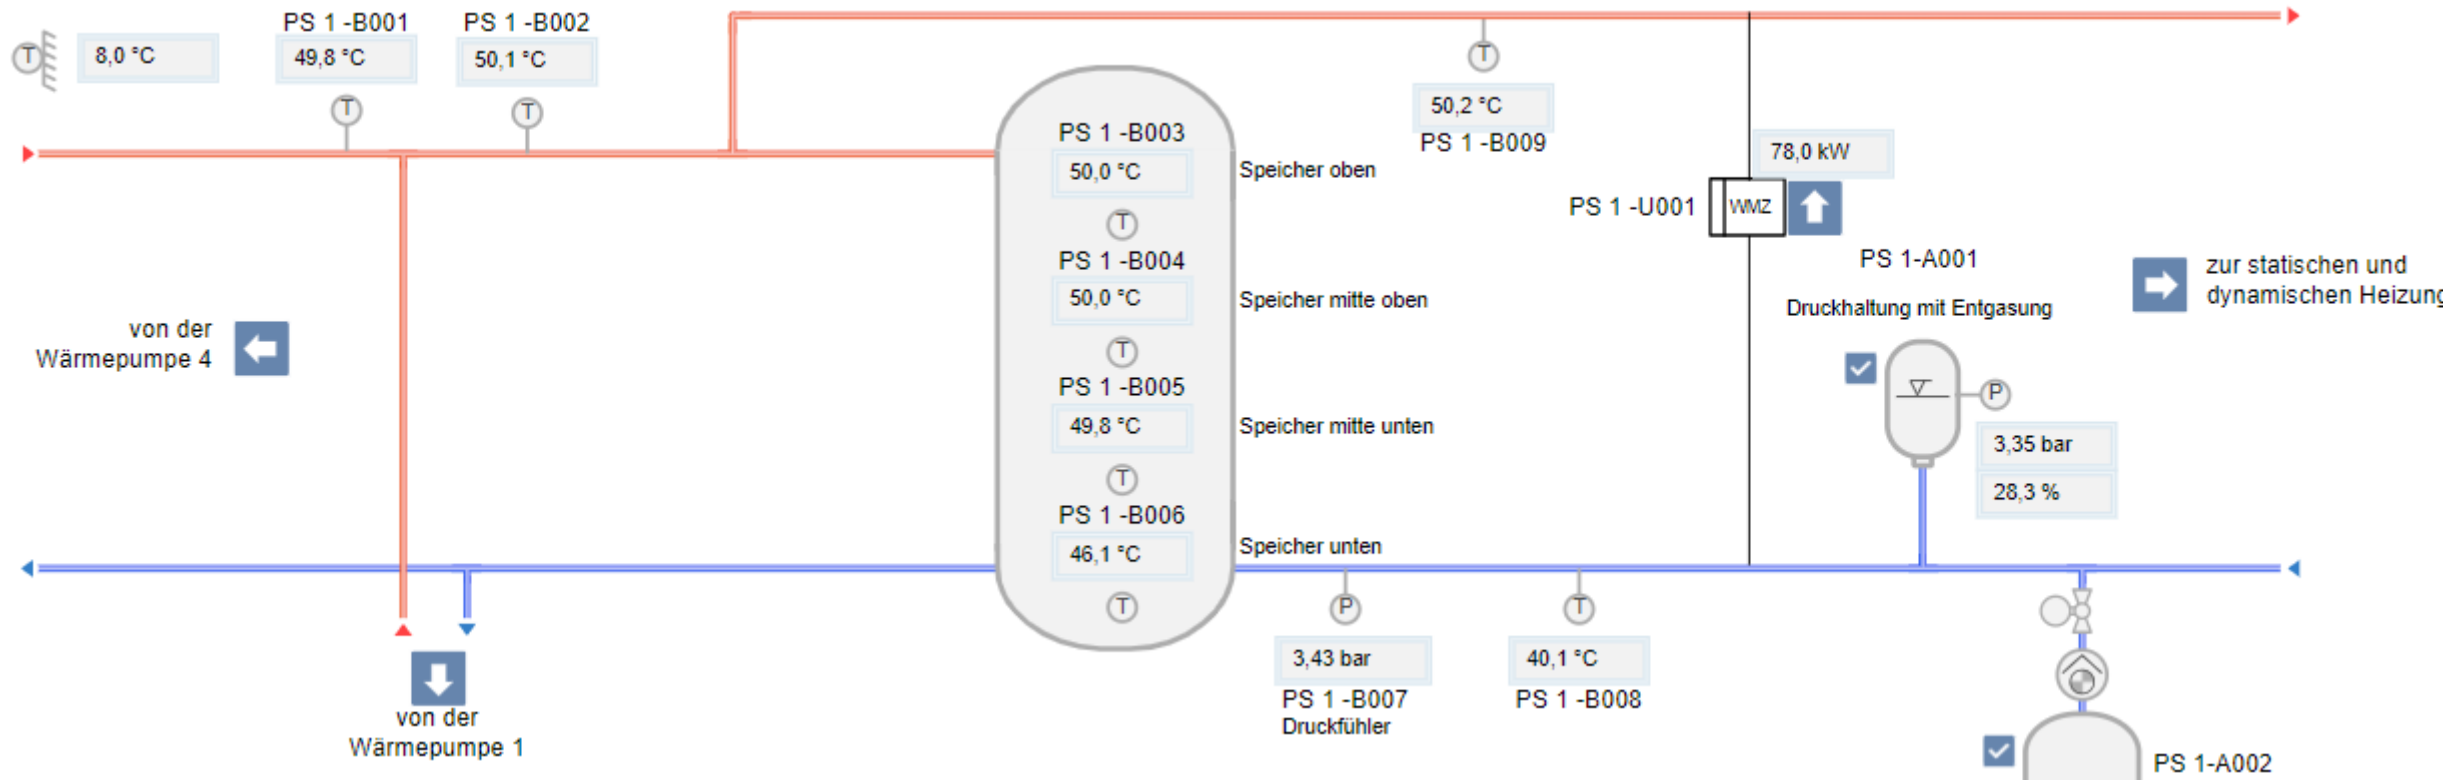 PS 1 -B001
PS 1 -B002
T
8,0 °C
49,8 °C
50,1 °C
T
T
T
50,2 °C
PS 1 -B009
PS 1 -B003
50,0 °C
Speicher oben
T
PS 1 -B004
50,0 °C
Speicher mitte oben
T
PS 1 -B005
49,8 °C
Speicher mitte unten
T
PS 1 -B006
46,1 °C
Speicher unten
T
78,0 kW
PS 1 -U001
WMZ
PS 1-A001
Druckhaltung mit Entgasung
zur statischen und
dynamischen Heizung
von der
Wärmepumpe 4
P
3,35 bar
28,3 %
P
3,43 bar
PS 1 -B007
Druckfühler
T
40,1 °C
PS 1 -B008
von der
Wärmepumpe 1
PS 1-A002